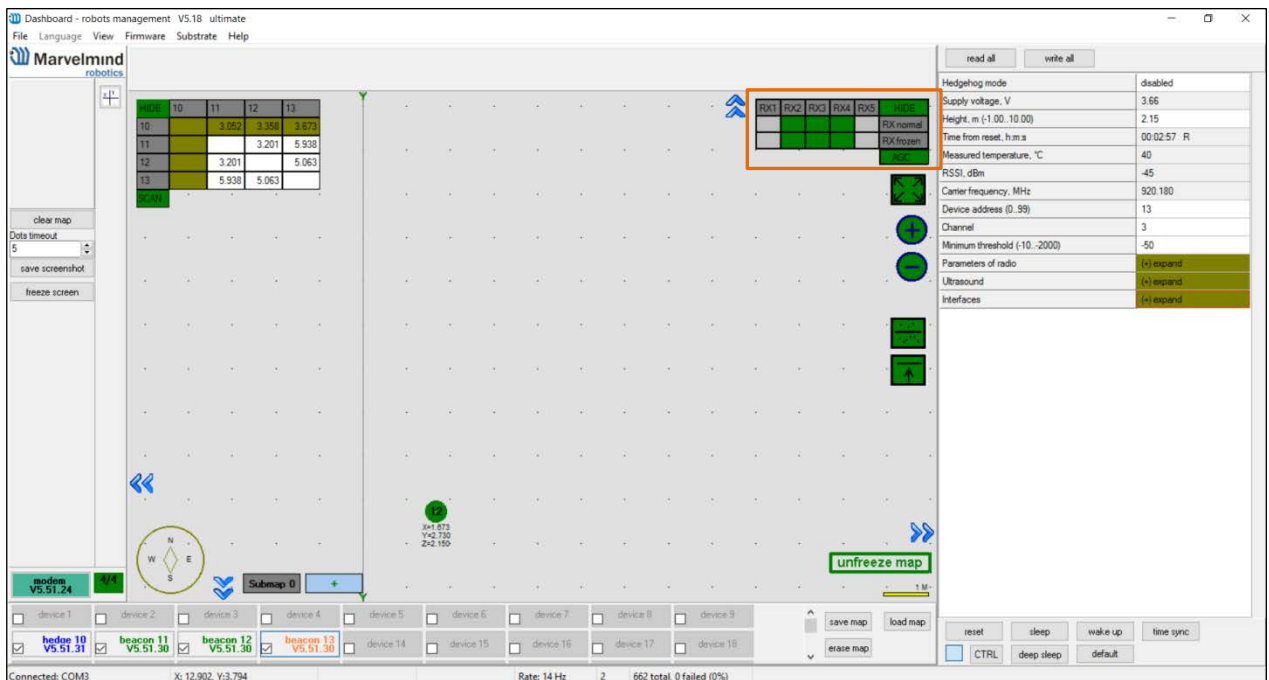 Dashboard - robots management V5.18 ultimate
File Language View Firmware Substrate Help
Marvelmind
robotics
read all write all
Hedgehog mode disabled
Supply voltage, V 3.66
Height, m (-1.00..10.00) 2.15
Time from reset, h:m:s 00:02:57 R
Measured temperature, °C 40
RSSI, dBm -45
Carrier frequency, MHz 920.180
Device address (0..99) 13
Channel 3
Minimum threshold (-10..-2000) -50
Parameters of radio (+) expand
Ultrasound (+) expand
Interfaces (+) expand
HIDE 10 11 12 13
10 3.052 3.358 3.673
11 3.201 5.938
12 3.201 5.063
13 5.938 5.063
SCAN
Y
RX1 RX2 RX3 RX4 RX5 HIDE
RX normal
RX frozen
AGC
clear map
Dots timeout
5
save screenshot
freeze screen
12
X=1.673
Y=2.730
Z=2.150
N
W E
S
unfreeze map
1 M
modem
V5.51.24
4/4
Submap 0 +
Y
device 1 device 2 device 3 device 4 device 5 device 6 device 7 device 8 device 9
hedge 10
V5.51.31
beacon 11
V5.51.30
beacon 12
V5.51.30
beacon 13
V5.51.30
device 14 device 15 device 16 device 17 device 18
save map load map
erase map
reset sleep wake up time sync
CTRL deep sleep default
Connected: COM3 X: 12.902, Y:3.794 Rate: 14 Hz 2 662 total, 0 failed (0%)